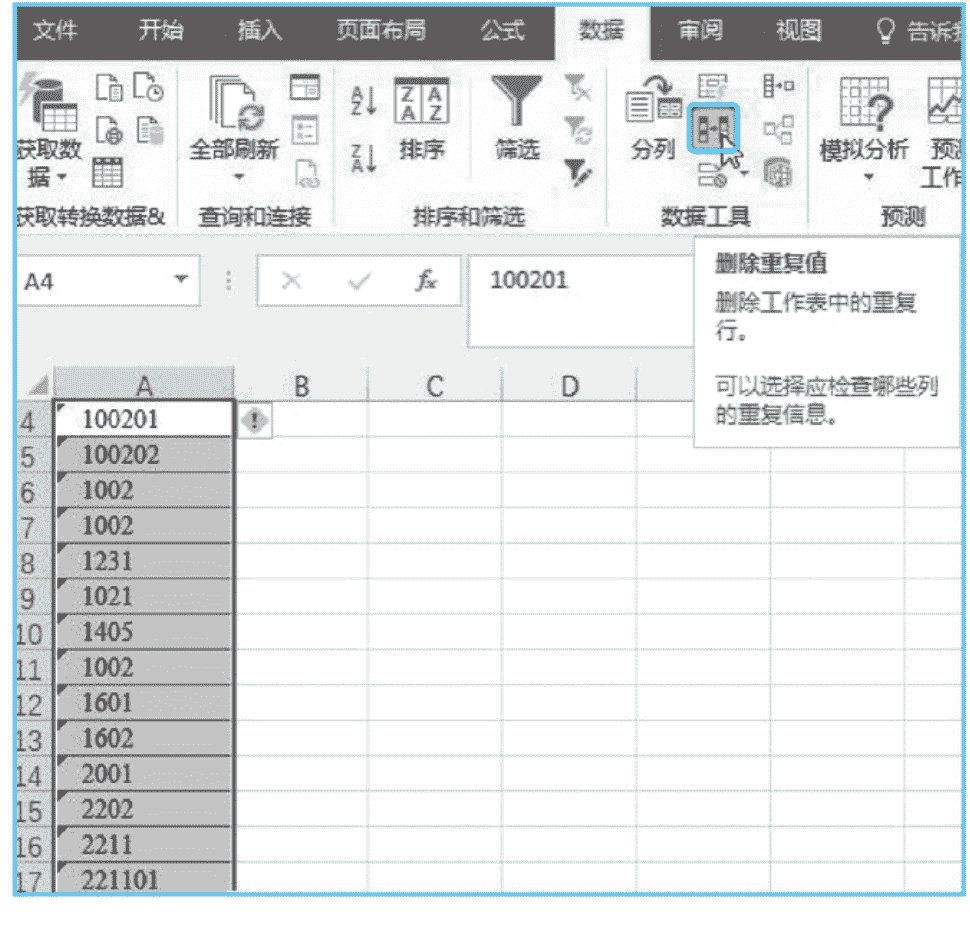 文件 开始 插入 页面布局 公式 数据 审阅 视图 告诉我
获取数据 全部刷新 排序 筛选 分列 模拟分析 预测
工作
获取转换数据& 查询和连接 排序和筛选 数据工具 预测
A4 fx 100201
删除重复值
删除工作表中的重复
行。
可以选择应检查哪些列
的重复信息。
A B C D
4 100201
5 100202
6 1002
7 1002
8 1231
9 1021
10 1405
11 1002
12 1601
13 1602
14 2001
15 2202
16 2211
17 221101